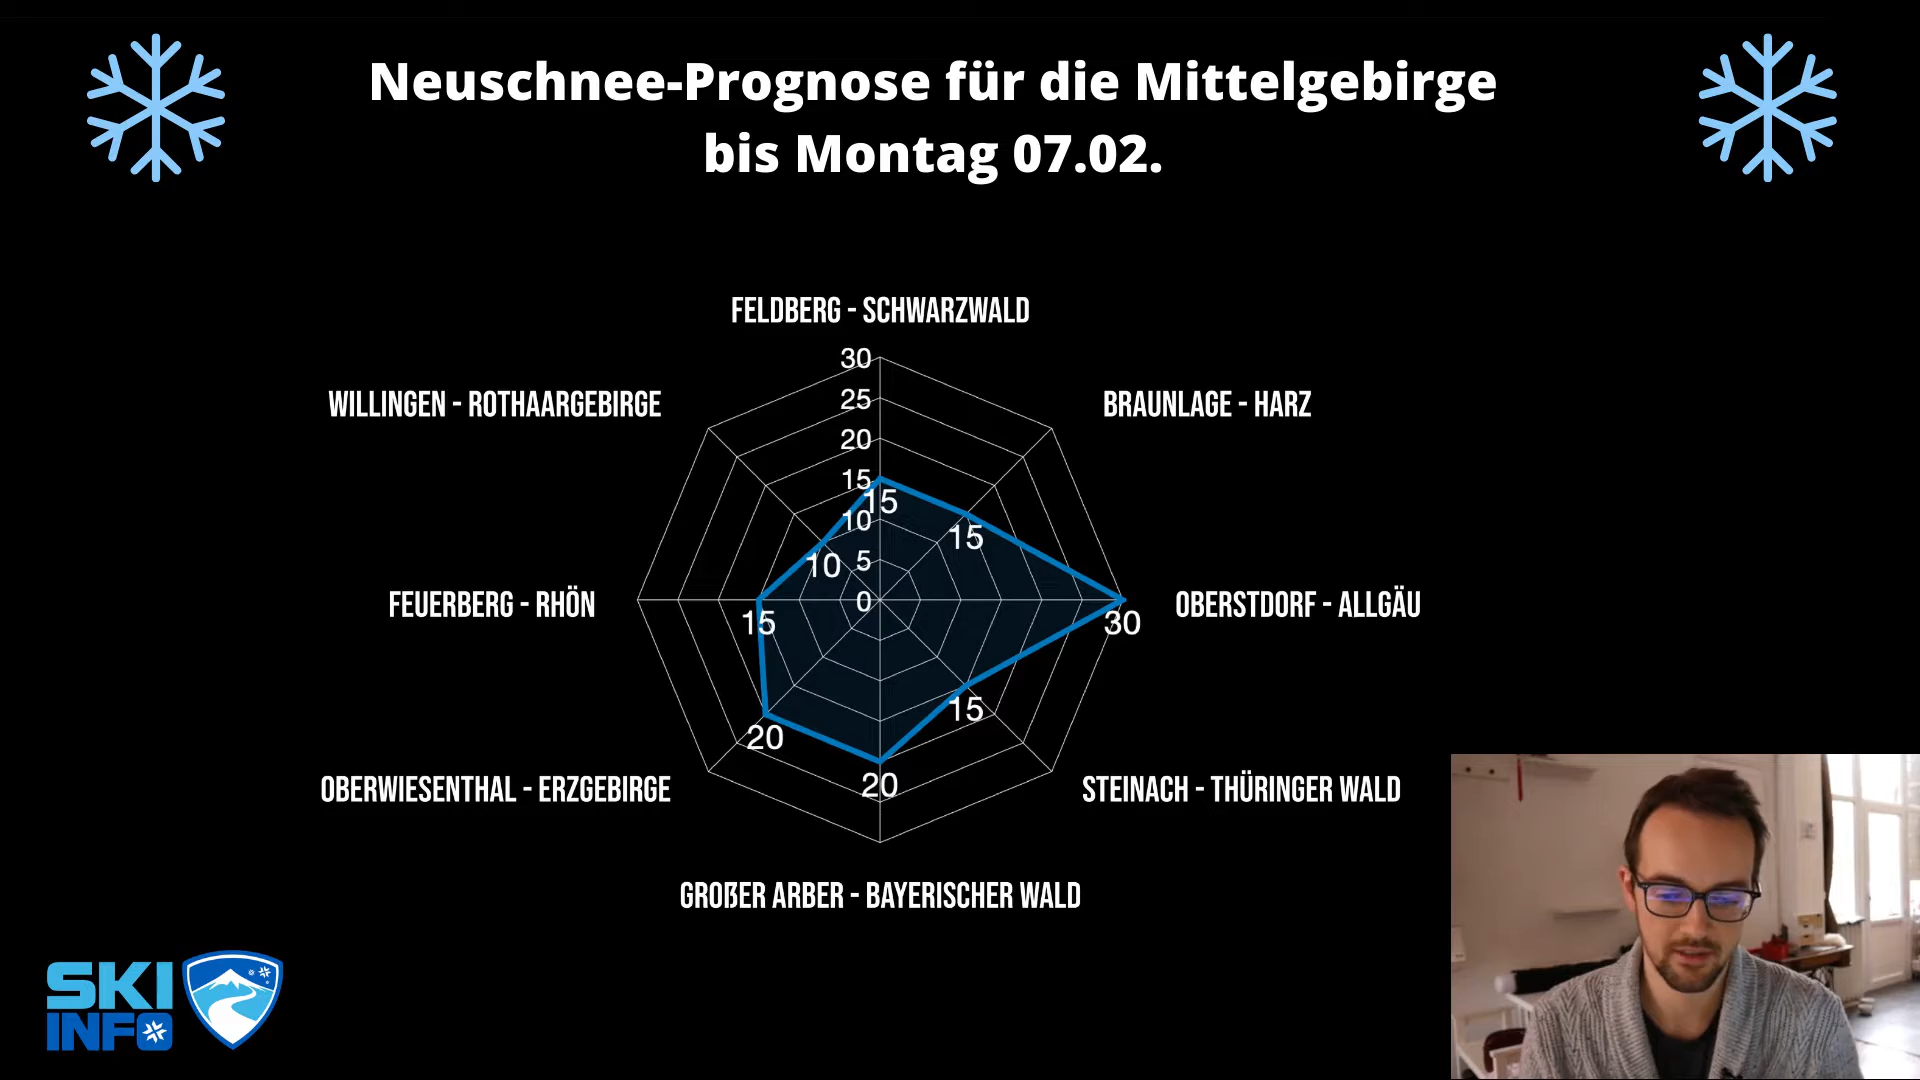 Neuschnee-Prognose für die Mittelgebirge
bis Montag 07.02.
FELDBERG - SCHWARZWALD
WILLINGEN - ROTHAARGEBIRGE
BRAUNLAGE - HARZ
FEUERBERG - RHÖN
OBERSTDORF - ALLGÄU
OBERWIESENTHAL - ERZGEBIRGE
STEINACH - THÜRINGER WALD
GROẞER ARBER - BAYERISCHER WALD
30
25
20
15
10
5
0
15
15
30
15
20
20
15
10
SKI
INFO